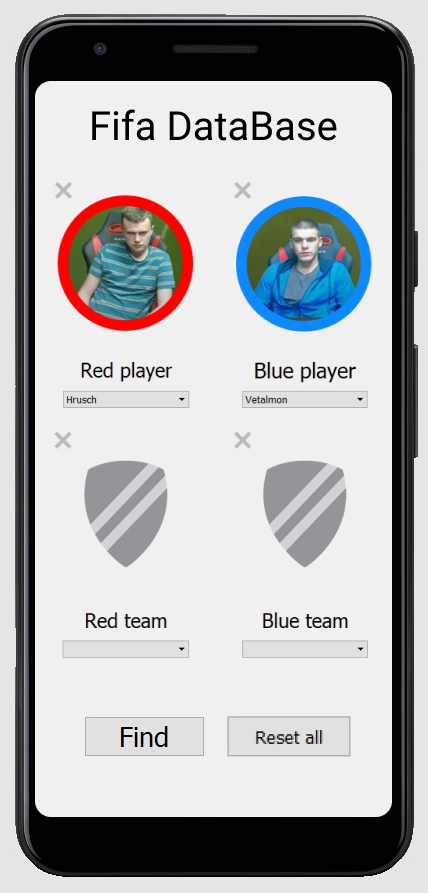 Fifa DataBase
Red player
Blue player
Hrusch
Vetalmon
Red team
Blue team
Find
Reset all